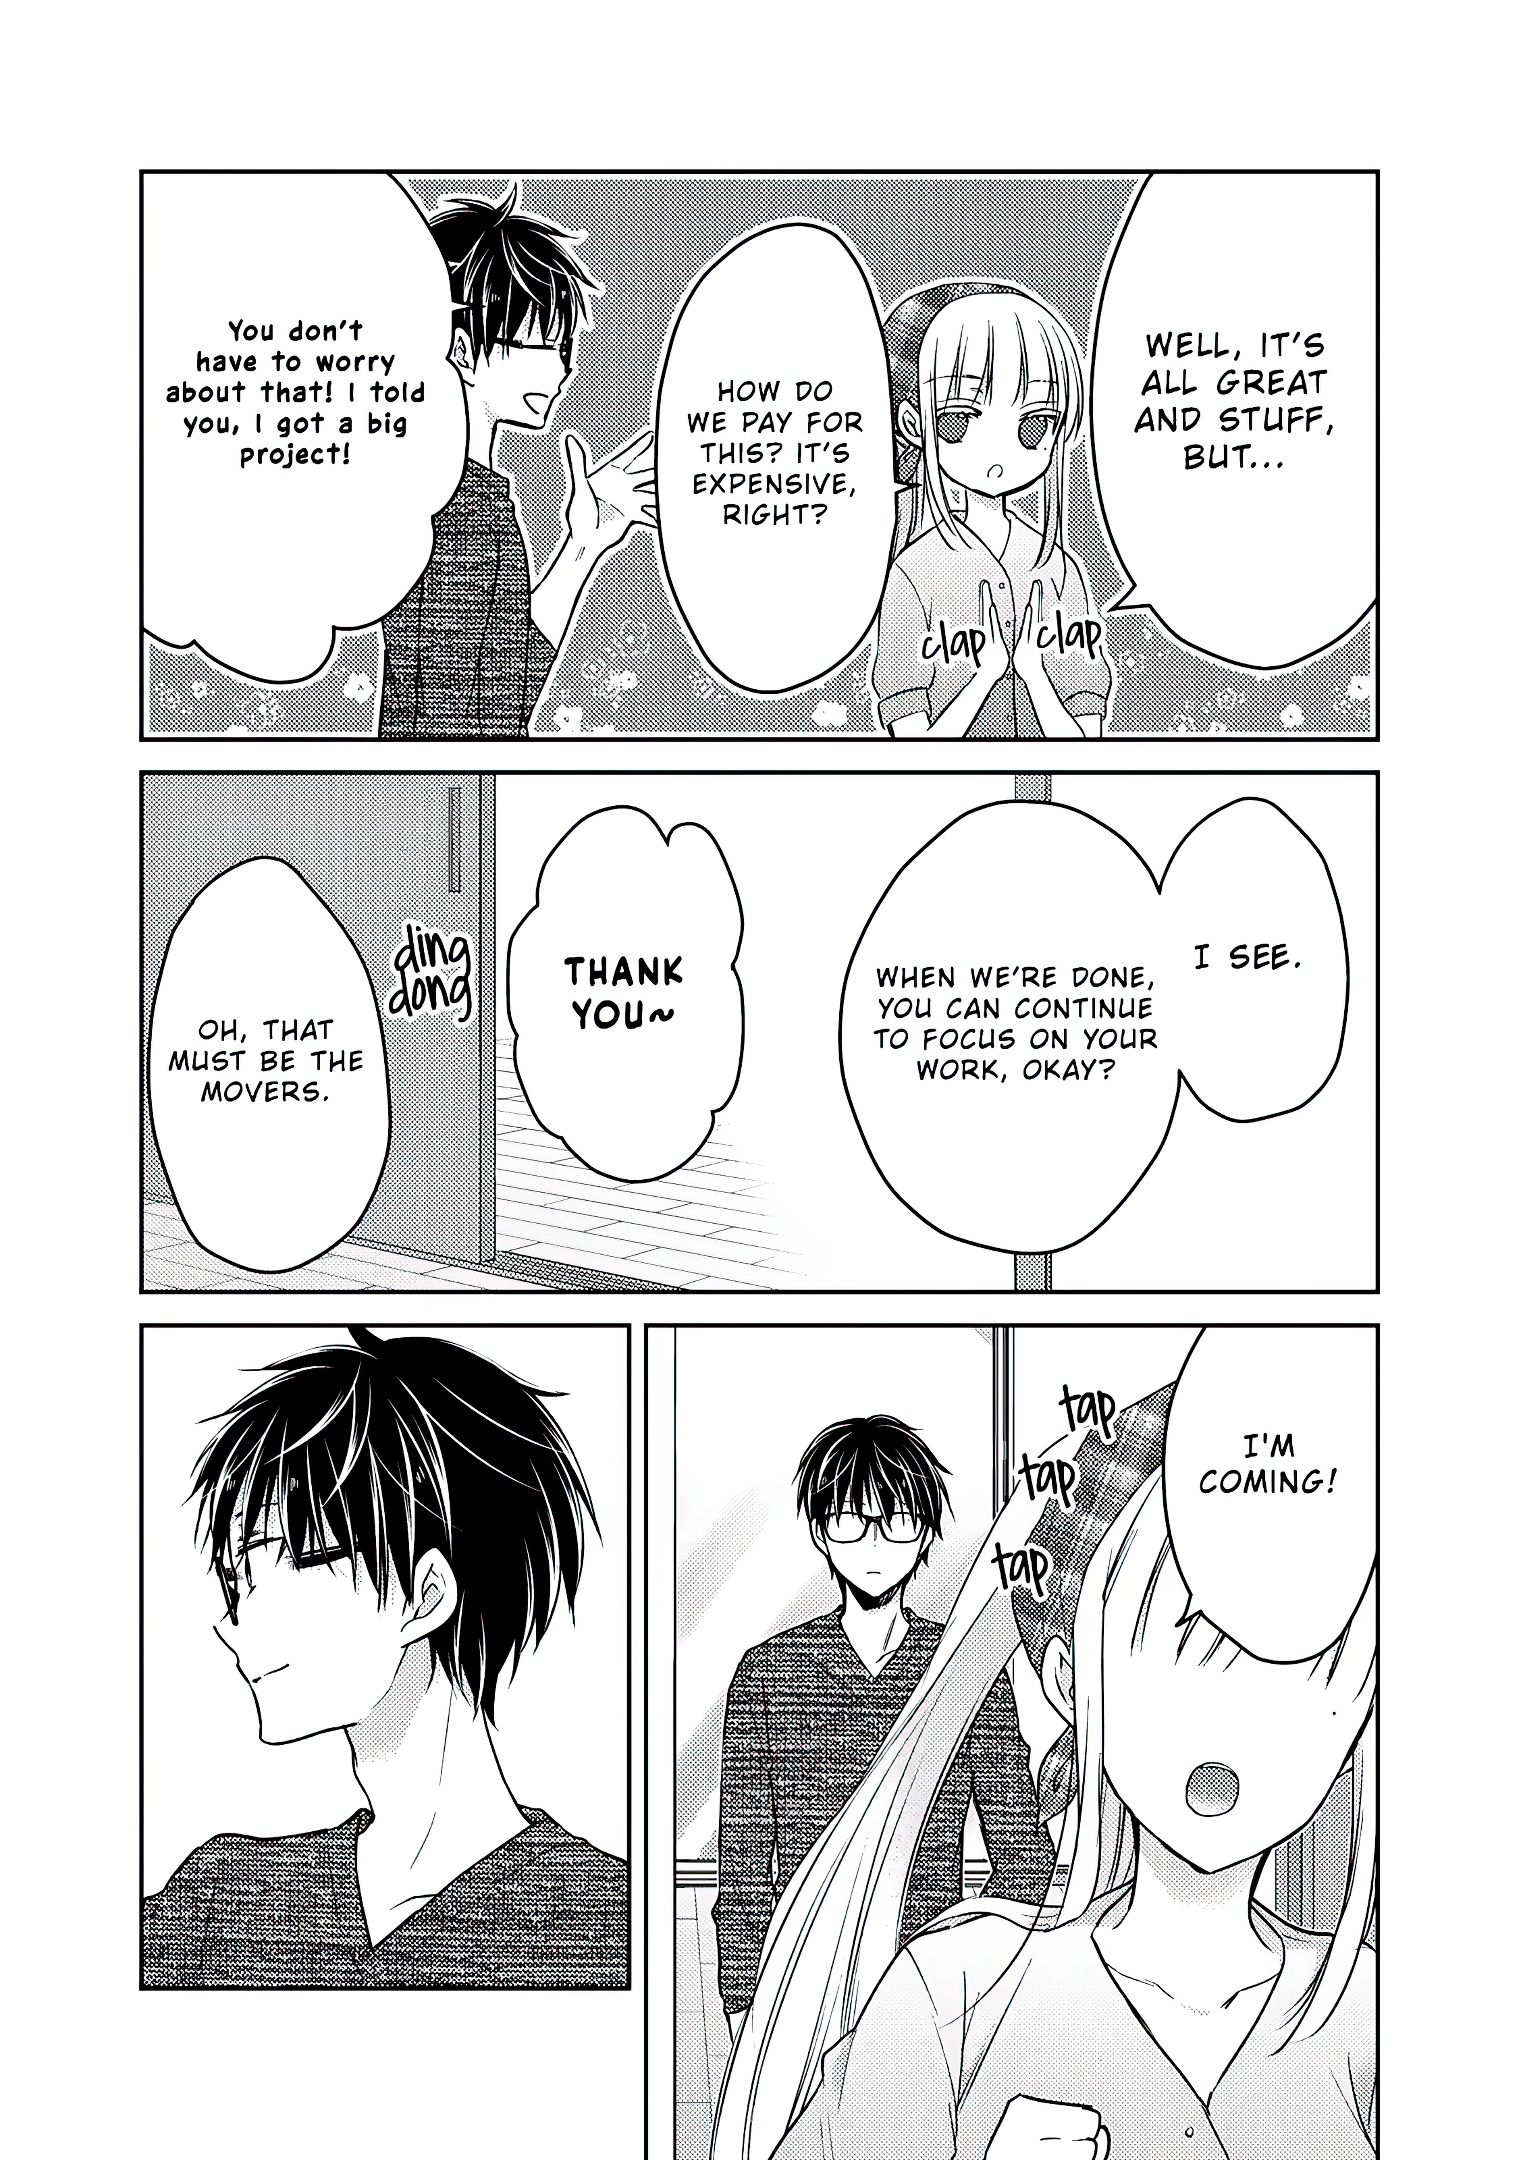 WELL, IT'S
ALL GREAT
AND STUFF,
BUT...
clap
clap
HOW DO
WE PAY FOR
THIS? IT'S
EXPENSIVE,
RIGHT?
You don't
have to worry
about that! I told
you, I got a big
project!
I SEE.
WHEN WE'RE DONE,
YOU CAN CONTINUE
TO FOCUS ON YOUR
WORK, OKAY?
THANK
YOU~
ding
dong
OH, THAT
MUST BE THE
MOVERS.
I'M
COMING!
tap
tap
tap